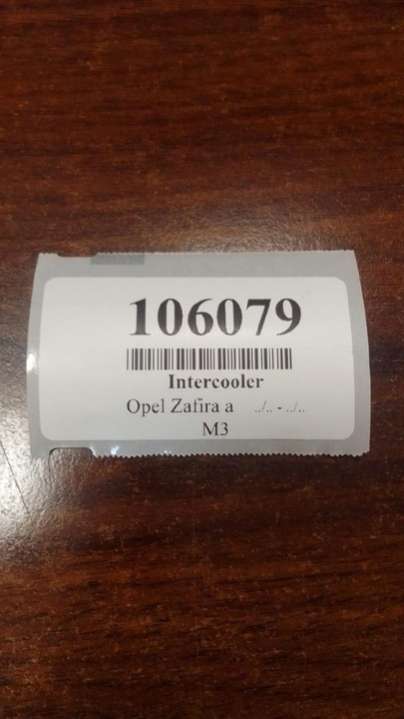 106079
Intercooler
Opel Zafira a ../.. - ../..
M3